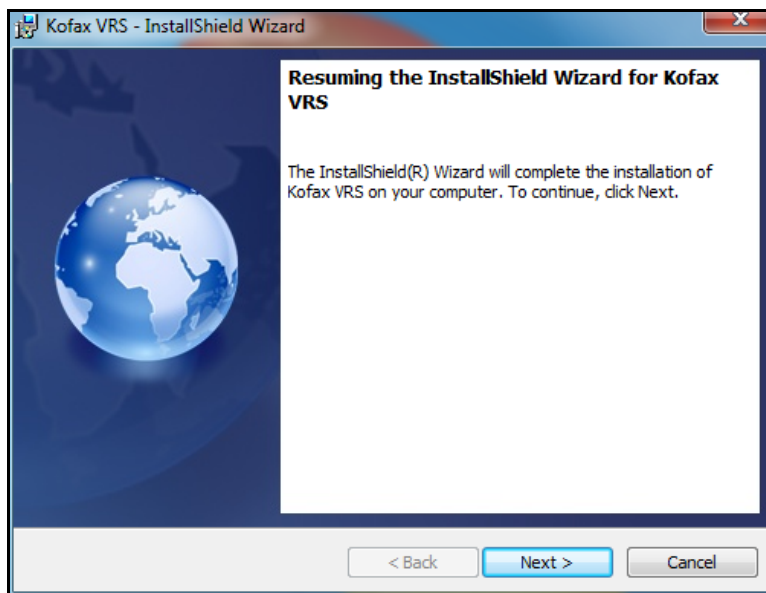 Kofax VRS - InstallShield Wizard
Resuming the InstallShield Wizard for Kofax
VRS
The InstallShield(R) Wizard will complete the installation of
Kofax VRS on your computer. To continue, click Next.
< Back Next > Cancel